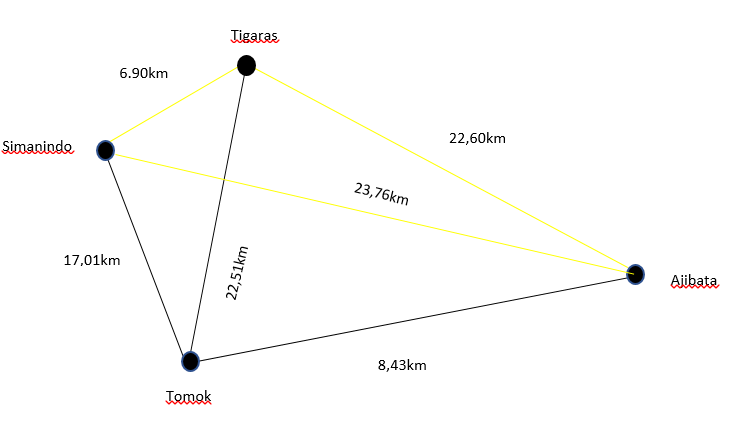 Tigaras
6.90km
Simanindo
22,60km
23,76km
17,01km
22,51km
Ajibata
8,43km
Tomok